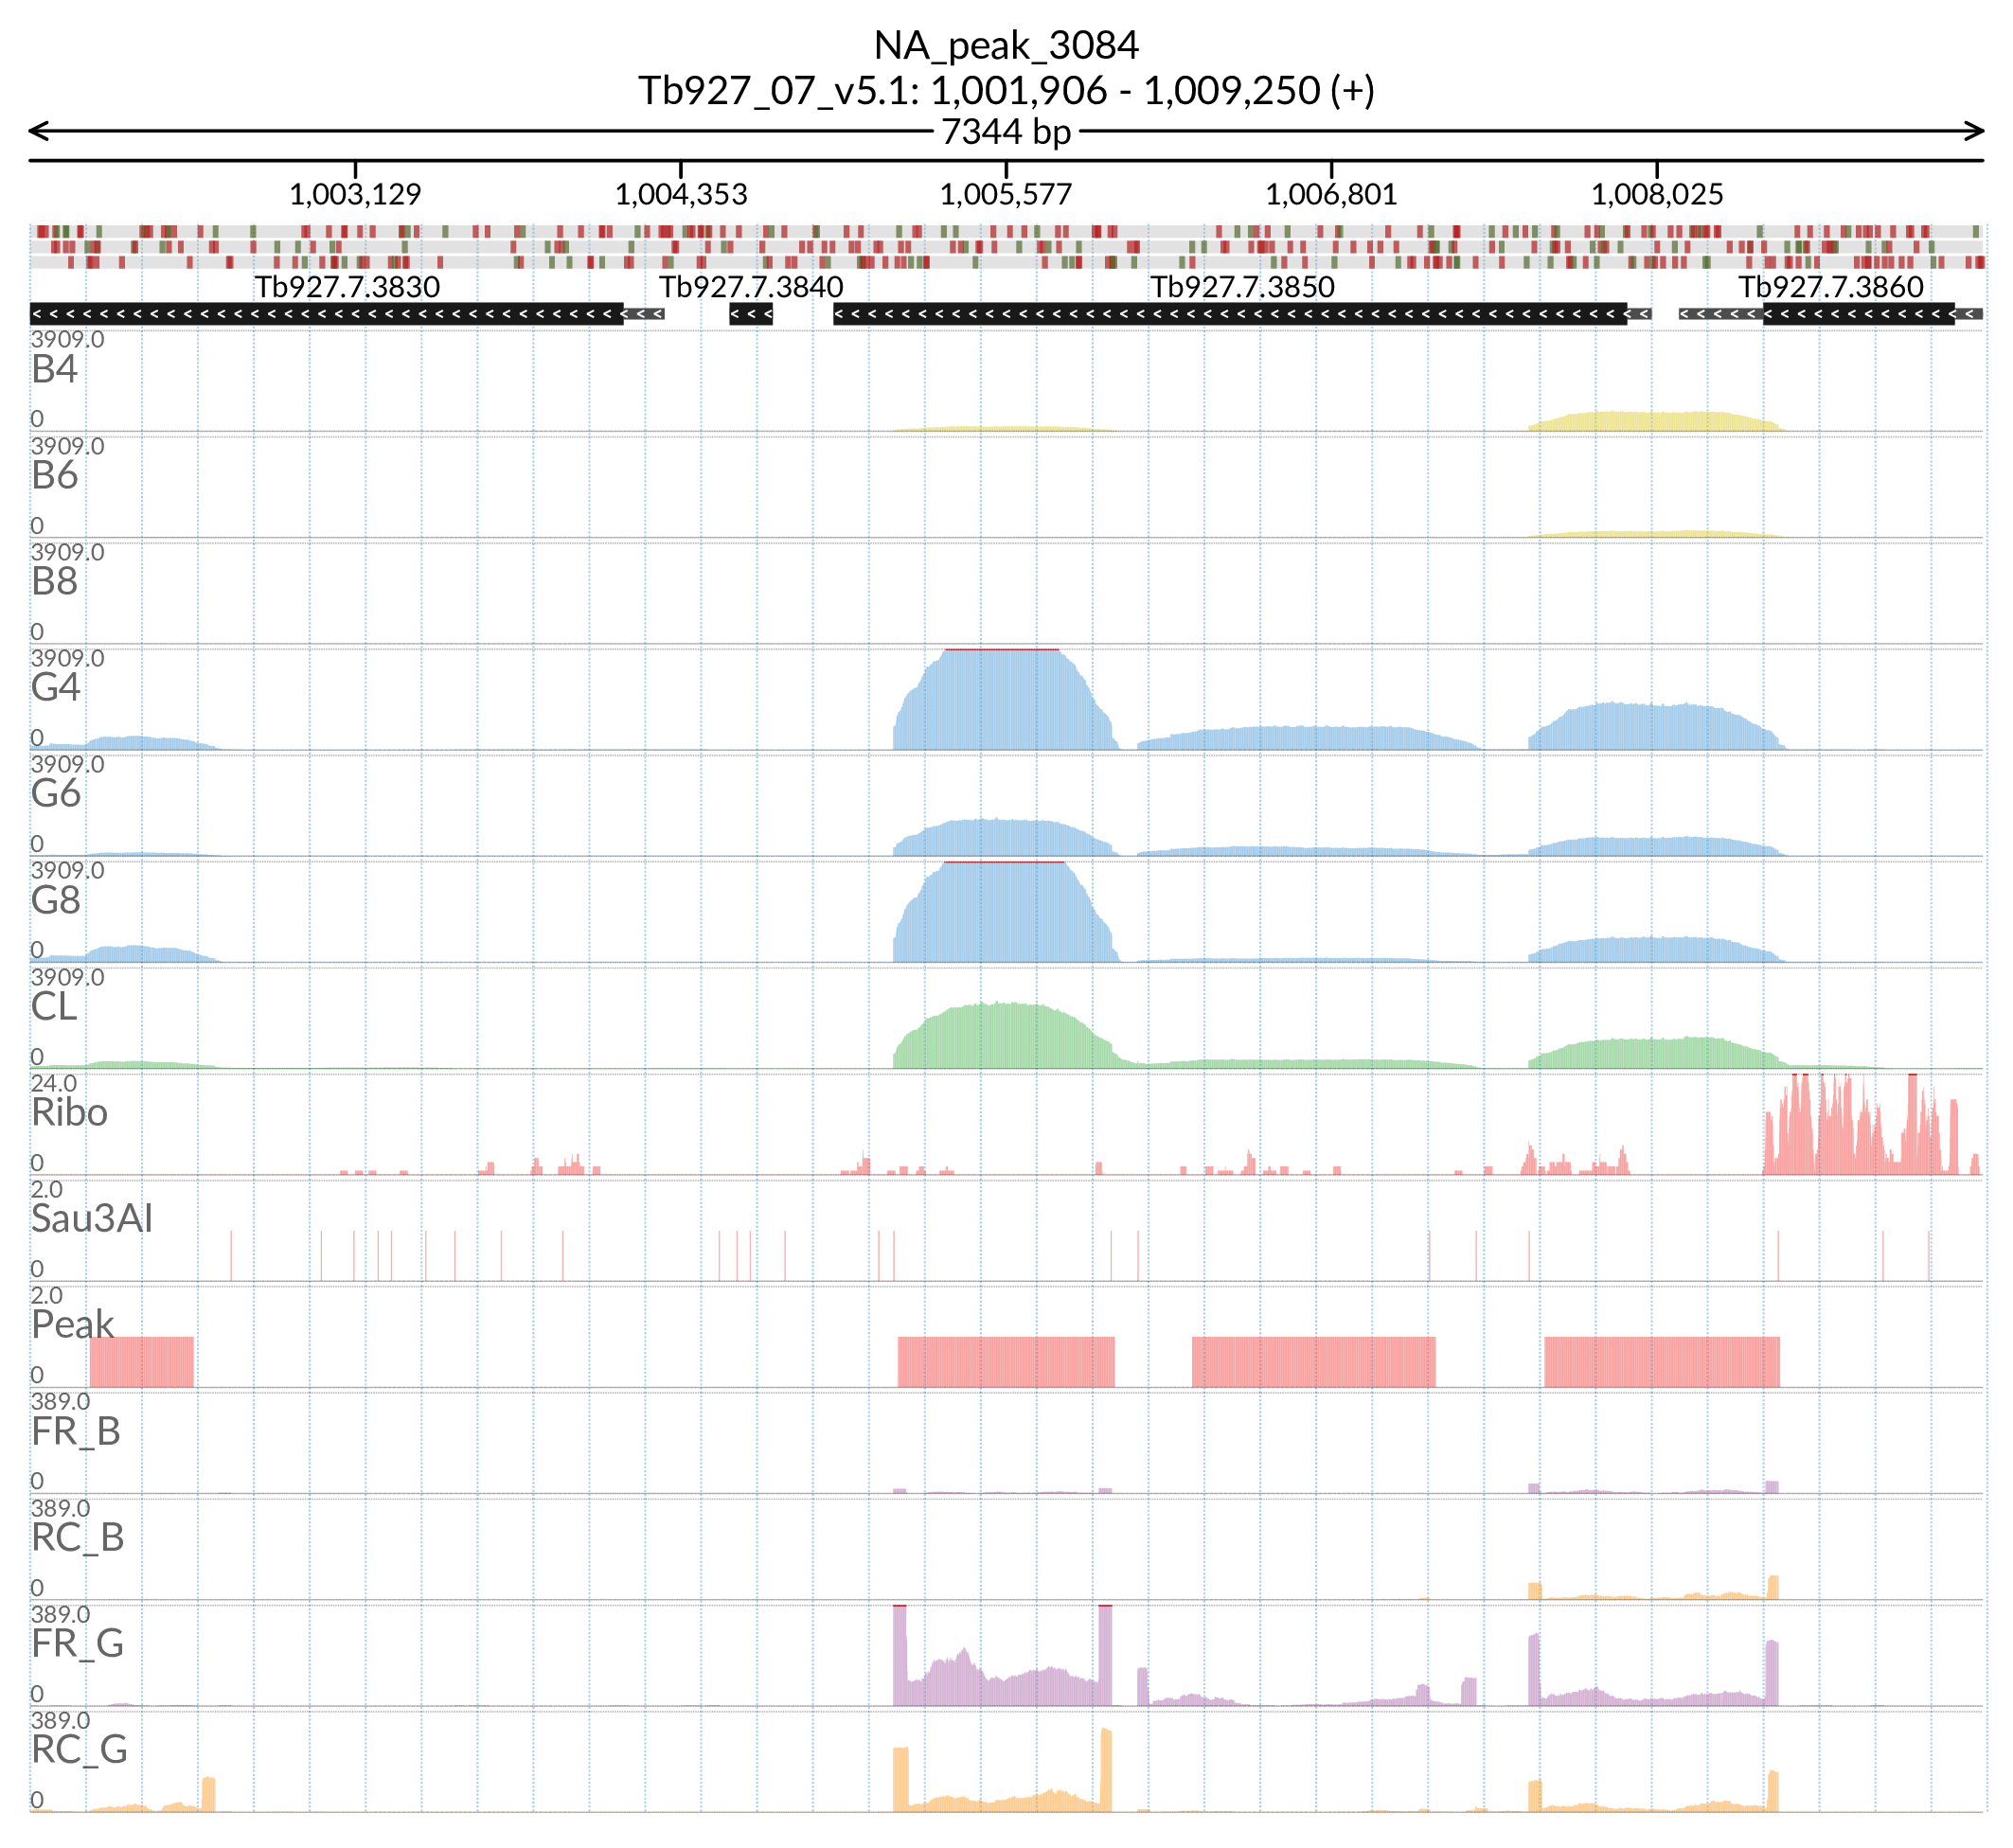 NA_peak_3084
Tb927_07_v5.1: 1,001,906 - 1,009,250 (+)
7344 bp
1,003,129 1,004,353 1,005,577 1,006,801 1,008,025
Tb927.7.3830 Tb927.7.3840 Tb927.7.3850 Tb927.7.3860
3909.0
B4
0
3909.0
B6
0
3909.0
B8
0
3909.0
G4
0
3909.0
G6
0
3909.0
G8
0
3909.0
CL
0
24.0
Ribo
0
2.0
Sau3AI
0
2.0
Peak
0
389.0
FR_B
0
389.0
RC_B
0
389.0
FR_G
0
389.0
RC_G
0